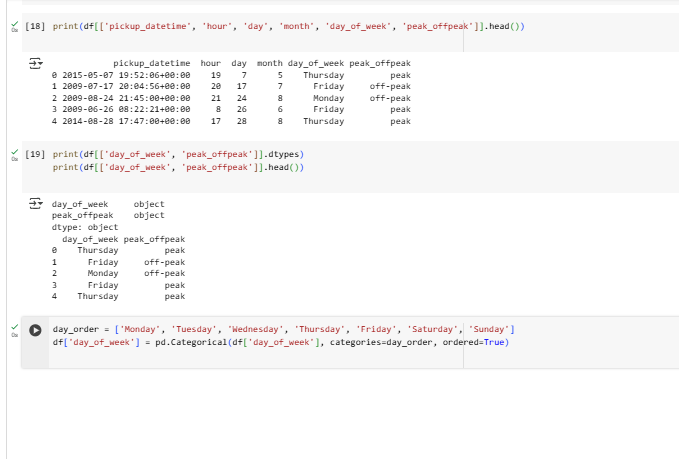 [18] print(df[['pickup_datetime', 'hour', 'day', 'month', 'day_of_week', 'peak_offpeak']].head())
0s
pickup_datetime hour day month day_of_week peak_offpeak
0 2015-05-07 19:52:06+00:00 19 7 5 Thursday peak
1 2009-07-17 20:04:56+00:00 20 17 7 Friday off-peak
2 2009-08-24 21:45:00+00:00 21 24 8 Monday off-peak
3 2009-06-26 08:22:21+00:00 8 26 6 Friday peak
4 2014-08-28 17:47:00+00:00 17 28 8 Thursday peak
[19] print(df[['day_of_week', 'peak_offpeak']].dtypes)
0s print(df[['day_of_week', 'peak_offpeak']].head())
day_of_week object
peak_offpeak object
dtype: object
day_of_week peak_offpeak
0 Thursday peak
1 Friday off-peak
2 Monday off-peak
3 Friday peak
4 Thursday peak
day_order = ['Monday', 'Tuesday', 'Wednesday', 'Thursday', 'Friday', 'Saturday', 'Sunday']
0s df['day_of_week'] = pd.Categorical(df['day_of_week'], categories=day_order, ordered=True)